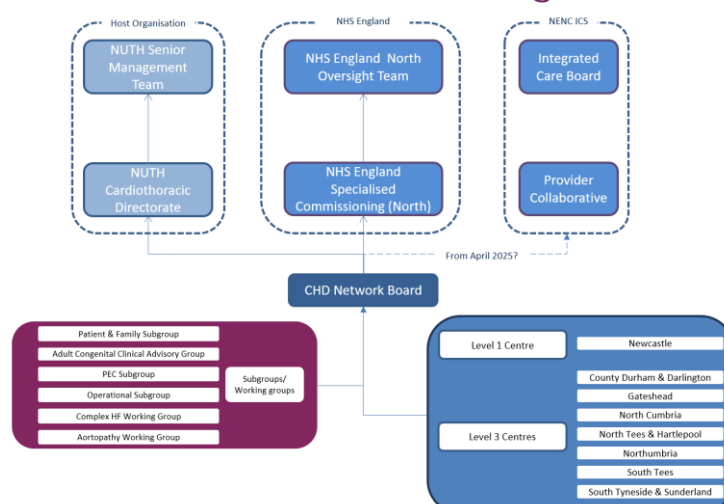 Host Organisation
NHS England
NENC ICS
NUTH Senior
Management
Team
NHS England North
Oversight Team
Integrated
Care Board
NUTH
Cardiothoracic
Directorate
NHS England
Specialised
Commissioning (North)
Provider
Collaborative
From April 2025?
CHD Network Board
Patient & Family Subgroup
Adult Congenital Clinical Advisory Group
PEC Subgroup
Operational Subgroup
Complex HF Working Group
Aortopathy Working Group
Subgroups/
Working groups
Level 1 Centre
Newcastle
Level 3 Centres
County Durham & Darlington
Gateshead
North Cumbria
North Tees & Hartlepool
Northumbria
South Tees
South Tyneside & Sunderland